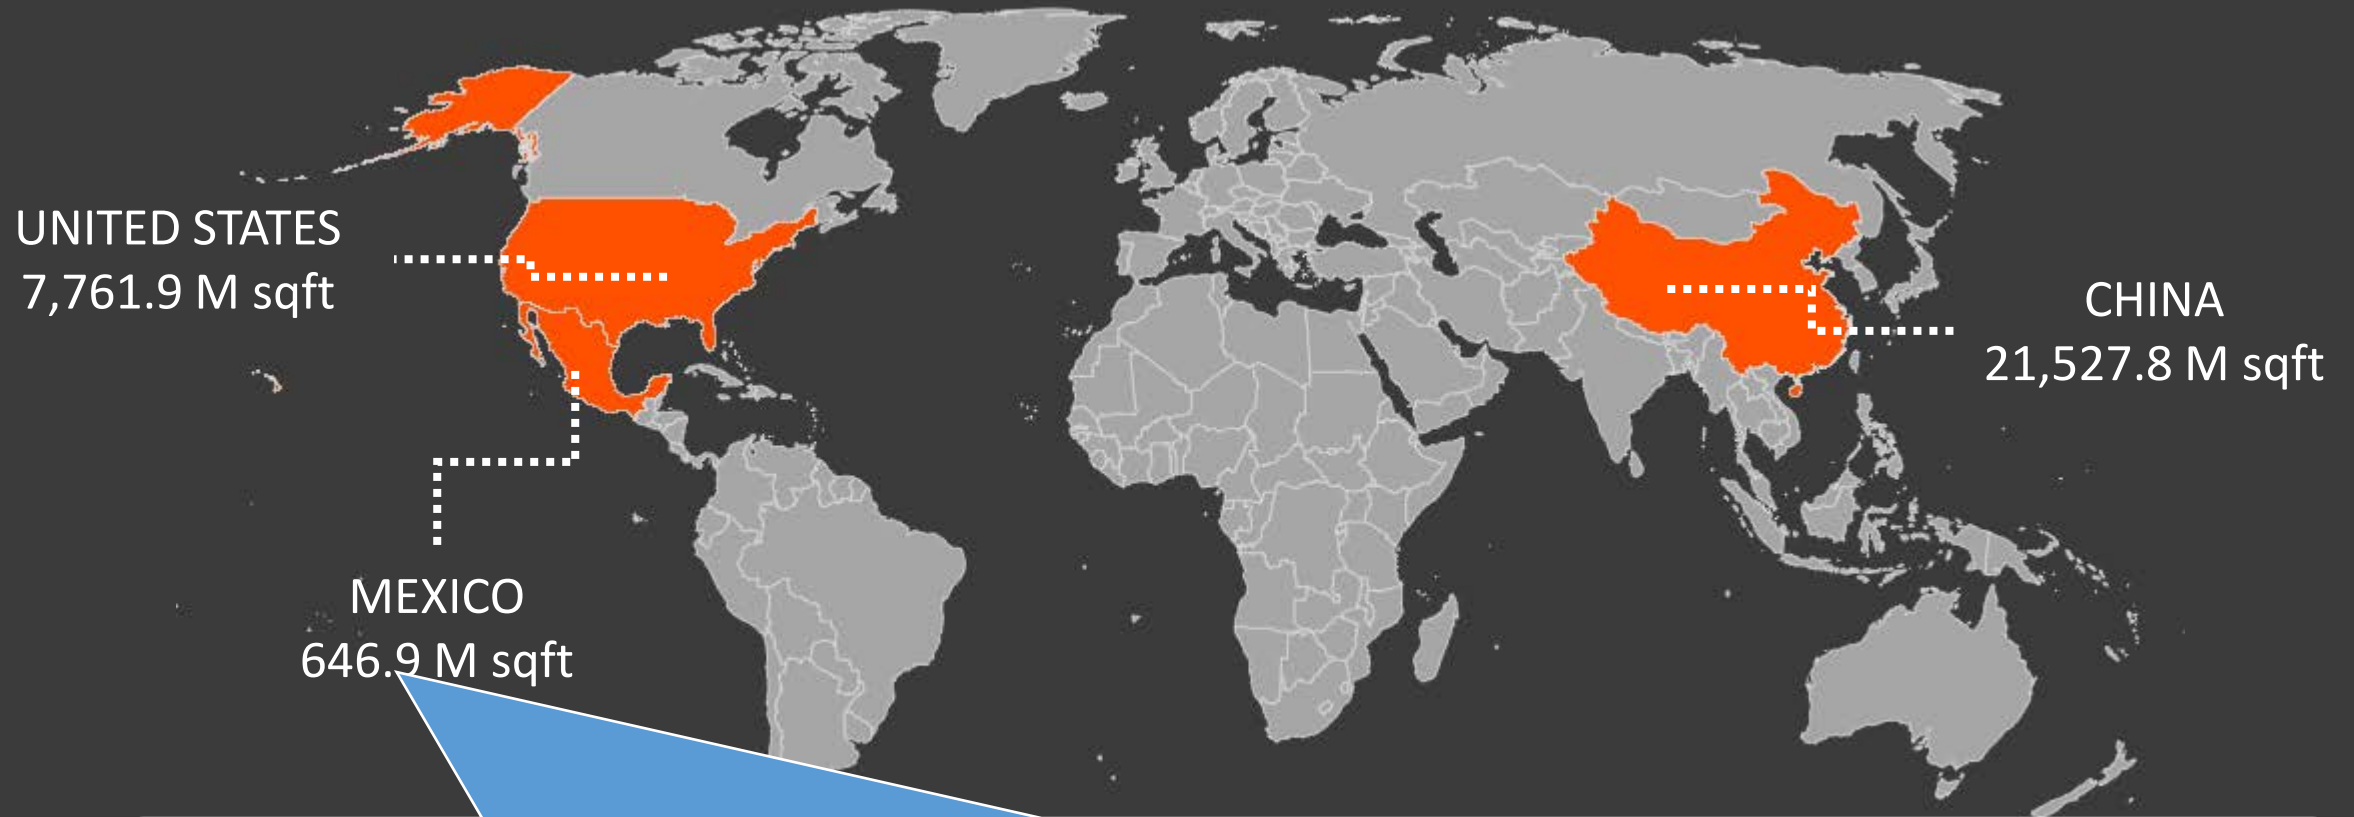 UNITED STATES
7,761.9 M sqft
CHINA
21,527.8 M sqft
MEXICO
646.9 M sqft